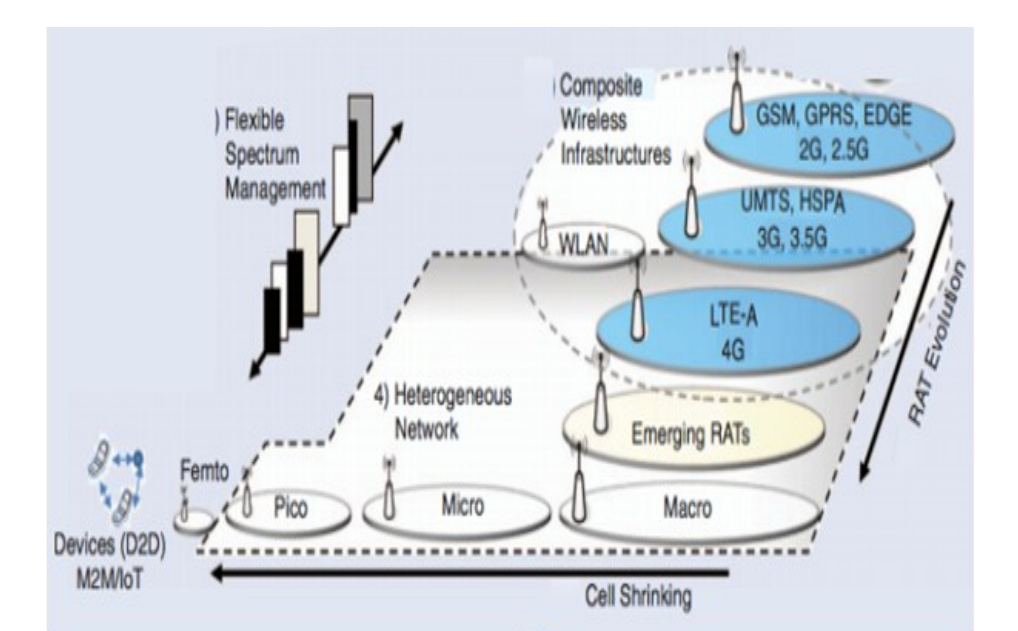 ) Flexible
Spectrum
Management
) Composite
Wireless
Infrastructures
GSM, GPRS, EDGE
2G, 2.5G
UMTS, HSPA
3G, 3.5G
WLAN
LTE-A
4G
RAT Evolution
4) Heterogeneous
Network
Emerging RATs
Femto
Pico
Micro
Macro
Devices (D2D)
M2M/IoT
Cell Shrinking